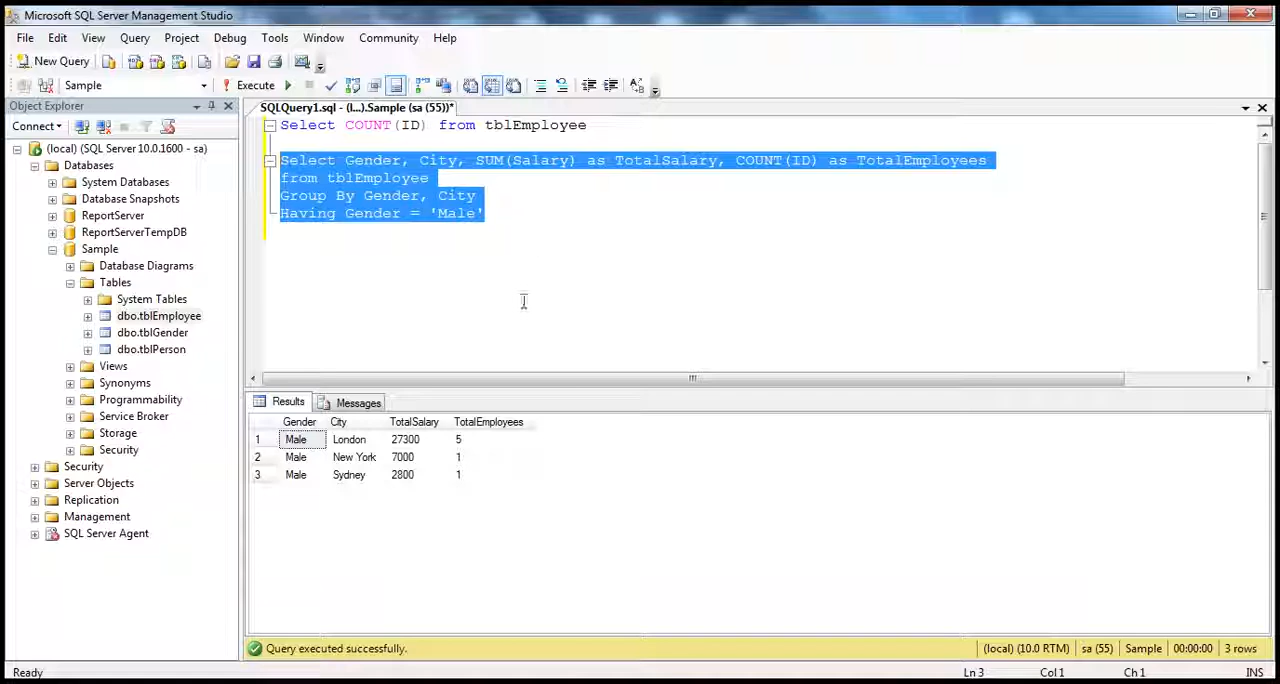 Microsoft SQL Server Management Studio
File Edit View Query Project Debug Tools Window Community Help
New Query
Sample Execute
Object Explorer
SQLQuery1.sql - (l...).Sample (sa (55))*
Connect
(local) (SQL Server 10.0.1600 - sa)
Databases
System Databases
Database Snapshots
ReportServer
ReportServerTempDB
Sample
Database Diagrams
Tables
System Tables
dbo.tblEmployee
dbo.tblGender
dbo.tblPerson
Views
Synonyms
Programmability
Service Broker
Storage
Security
Security
Server Objects
Replication
Management
SQL Server Agent
Select COUNT(ID) from tblEmployee
Select Gender, City, SUM(Salary) as TotalSalary, COUNT(ID) as TotalEmployees
from tblEmployee
Group By Gender, City
Having Gender = 'Male'
Results Messages
Gender City TotalSalary TotalEmployees
1 Male London 27300 5
2 Male New York 7000 1
3 Male Sydney 2800 1
Query executed successfully. (local) (10.0 RTM) sa (55) Sample 00:00:00 3 rows
Ready Ln 3 Col 1 Ch 1 INS